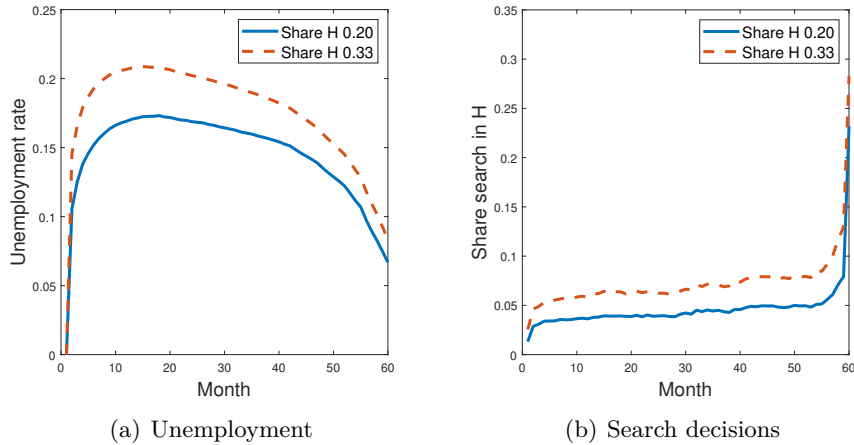 0.25
0.2
0.15
0.1
0.05
0
0 10 20 30 40 50 60
Unemployment rate
Month
Share H 0.20
Share H 0.33
(a) Unemployment
0.35
0.3
0.25
0.2
0.15
0.1
0.05
0
0 10 20 30 40 50 60
Share search in H
Month
Share H 0.20
Share H 0.33
(b) Search decisions